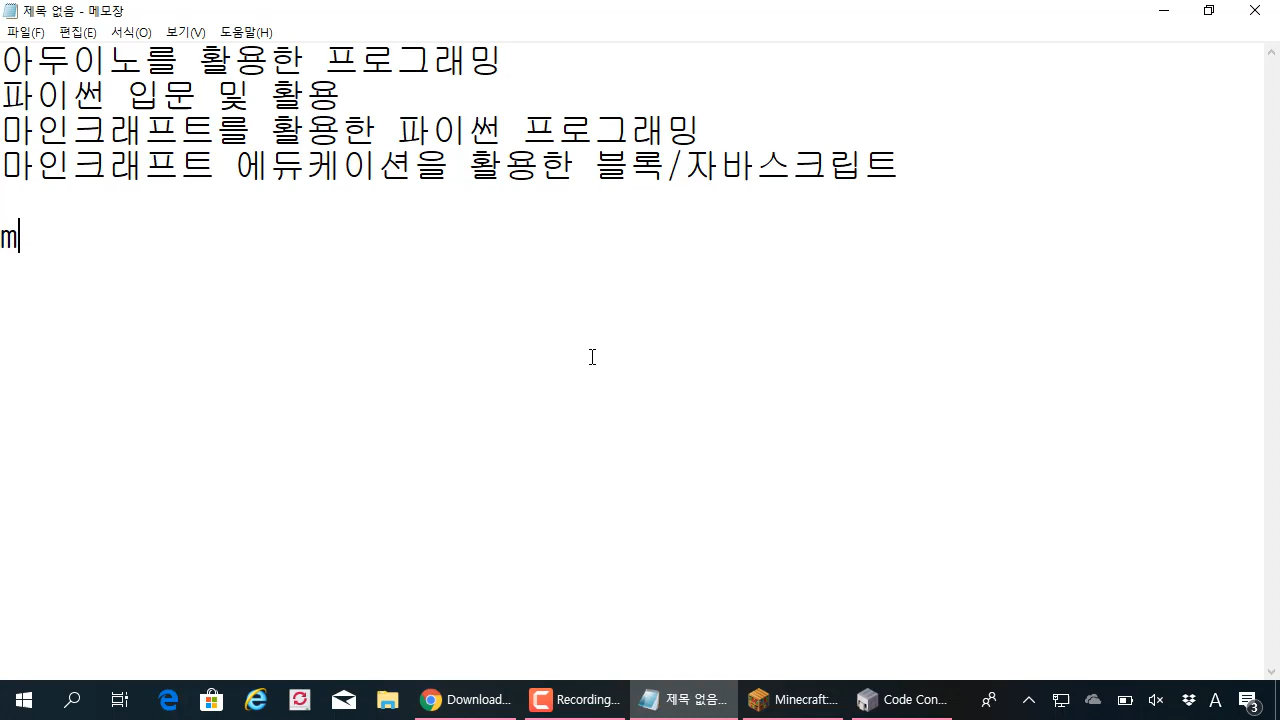 제목 없음 - 메모장
파일(F) 편집(E) 서식(O) 보기(V) 도움말(H)
아두이노를 활용한 프로그래밍
파이썬 입문 및 활용
마인크래프트를 활용한 파이썬 프로그래밍
마인크래프트 에듀케이션을 활용한 블록/자바스크립트
m
Download... Recording... 제목 없음... Minecraft:... Code Con... A 3